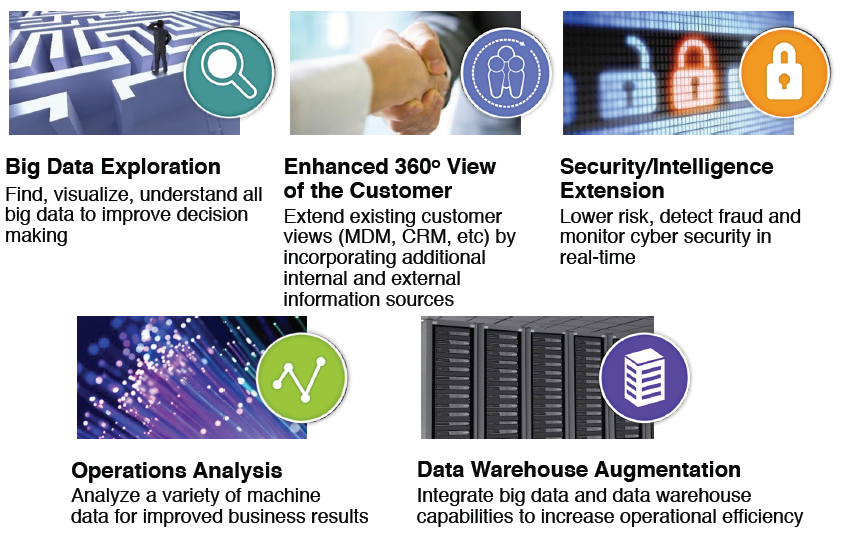 Big Data Exploration
Find, visualize, understand all
big data to improve decision
making
Enhanced 360º View
of the Customer
Extend existing customer
views (MDM, CRM, etc) by
incorporating additional
internal and external
information sources
Security/Intelligence
Extension
Lower risk, detect fraud and
monitor cyber security in
real-time
Operations Analysis
Analyze a variety of machine
data for improved business results
Data Warehouse Augmentation
Integrate big data and data warehouse
capabilities to increase operational efficiency